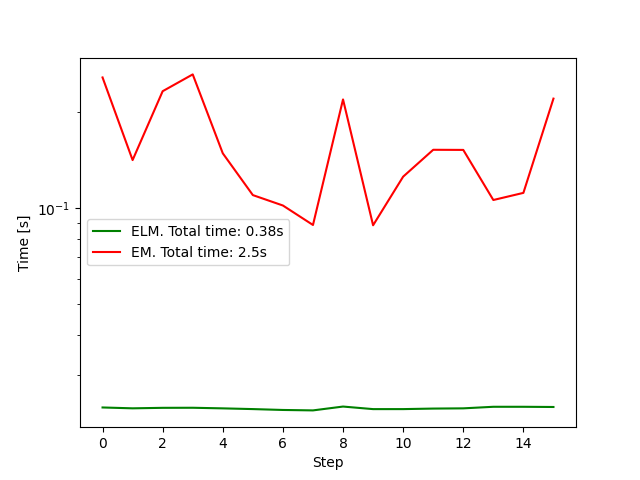 Time [s]
10⁻¹
ELM. Total time: 0.38s
EM. Total time: 2.5s
0 2 4 6 8 10 12 14
Step